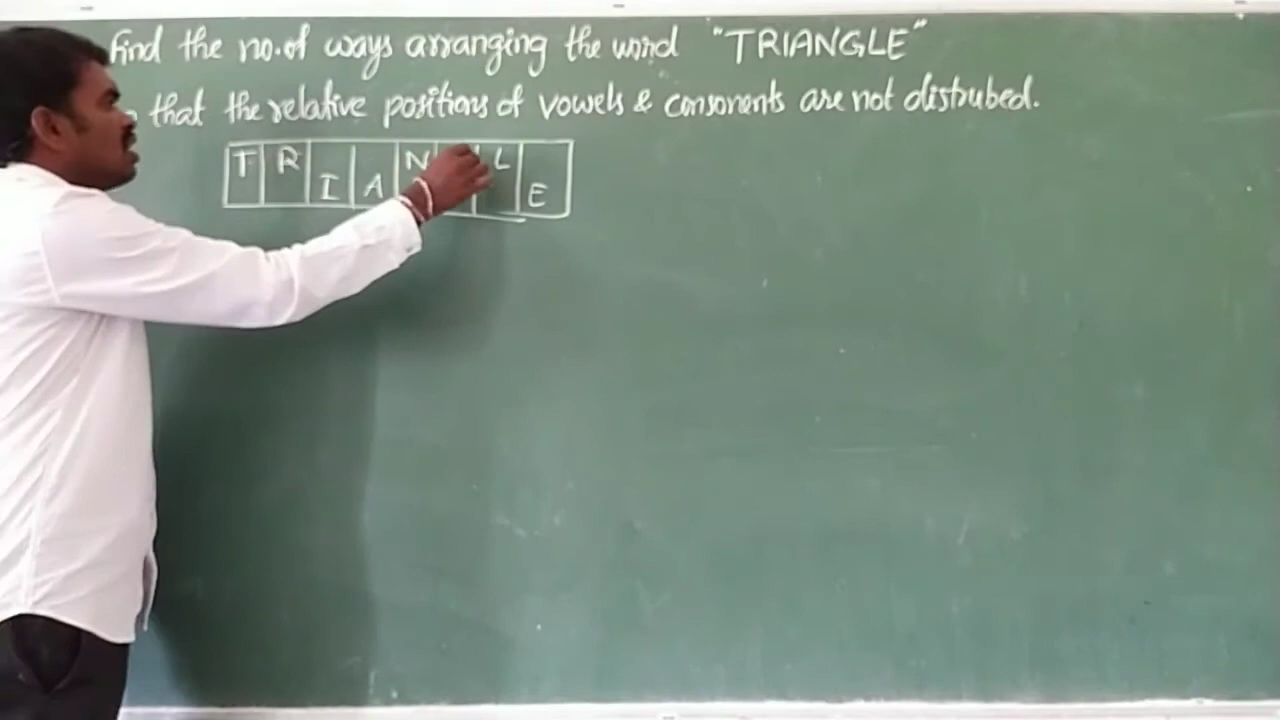 Find the no.of ways arranging the word "TRIANGLE"
that the relative positions of vowels & consonents are not distrubed.
T R I A N L E